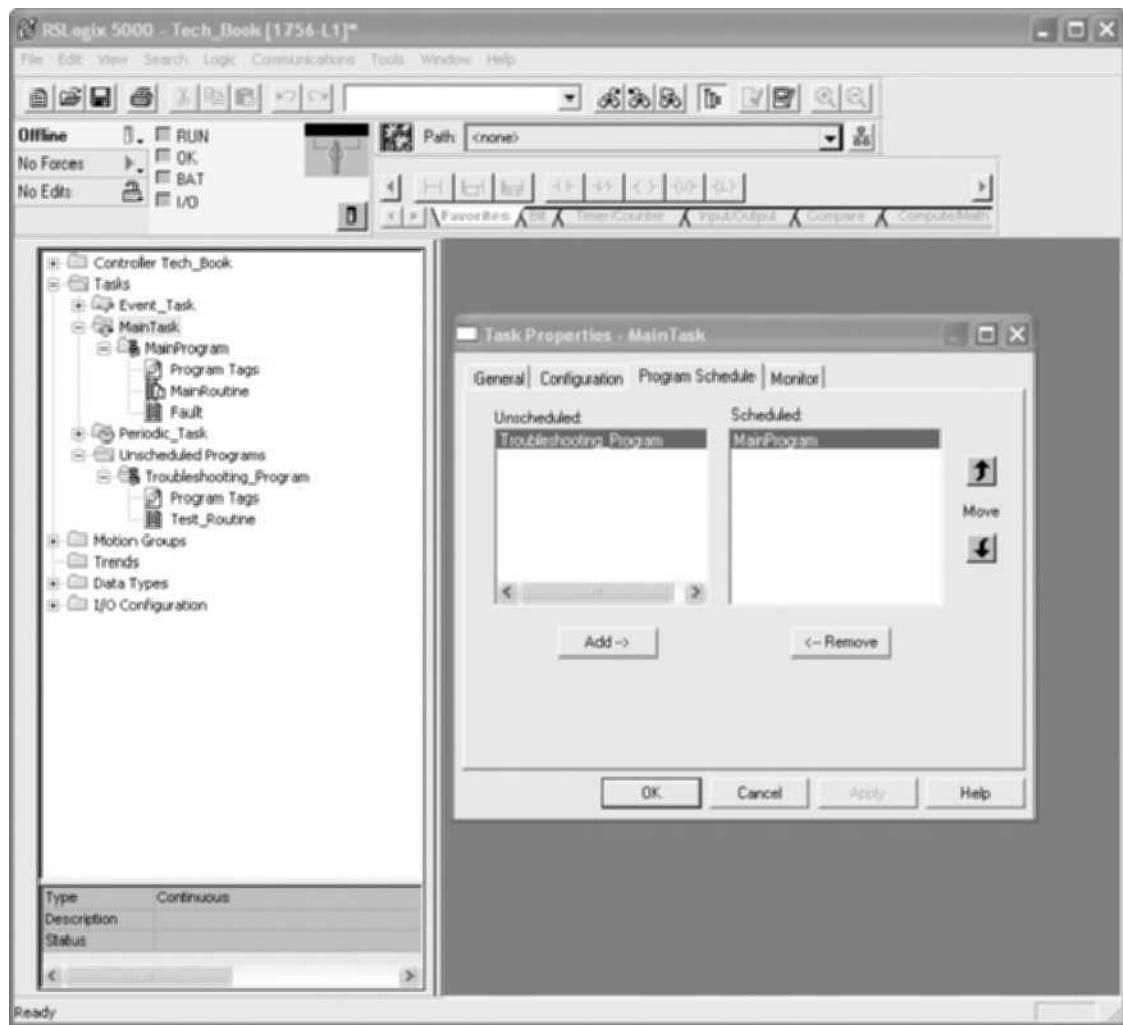 RSLogix 5000 - Tech_Book [1756-L1]*
File Edit View Search Logic Communications Tools Window Help
Offline
RUN
No Forces
OK
No Edits
BAT
I/O
Path: <none>
Favorites Bit Timer/Counter Input/Output Compare Compute/Math
Controller Tech_Book
Tasks
Event_Task
MainTask
MainProgram
Program Tags
MainRoutine
Fault
Periodic_Task
Unscheduled Programs
Troubleshooting_Program
Program Tags
Test_Routine
Motion Groups
Trends
Data Types
I/O Configuration
Type Continuous
Description
Status
Ready
Task Properties - MainTask
General Configuration Program Schedule Monitor
Unscheduled: Scheduled:
Troubleshooting_Program MainProgram
Move
Add --> <-- Remove
OK Cancel Apply Help